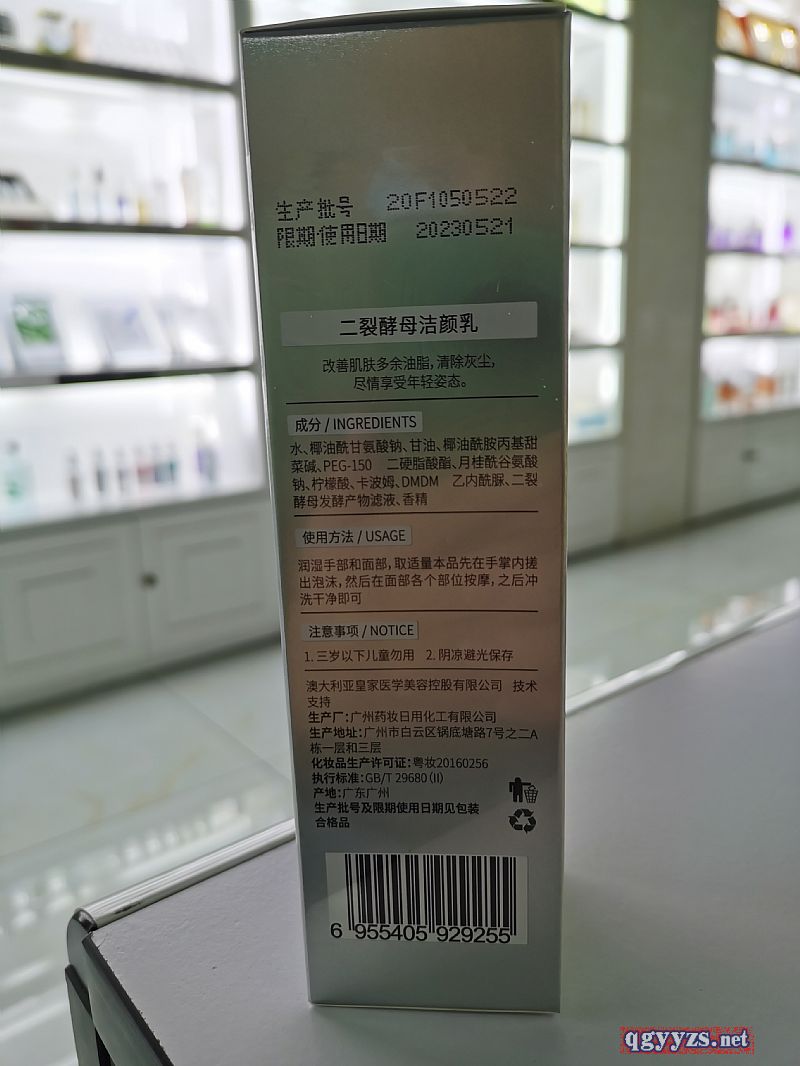 生产批号 20F1050522
限期使用日期 20230521
二裂酵母洁颜乳
改善肌肤多余油脂,清除灰尘,
尽情享受年轻姿态。
成分 / INGREDIENTS
水、椰油酰甘氨酸钠、甘油、椰油酰胺丙基甜
菜碱、PEG-150 二硬脂酸酯、月桂酰谷氨酸
钠、柠檬酸、卡波姆、DMDM 乙内酰脲、二裂
酵母发酵产物滤液、香精
使用方法 / USAGE
润湿手部和面部,取适量本品先在手掌内搓
出泡沫,然后在面部各个部位按摩,之后冲
洗干净即可
注意事项 / NOTICE
1. 三岁以下儿童勿用 2. 阴凉避光保存
澳大利亚皇家医学美容控股有限公司 技术
支持
生产厂:广州药妆日用化工有限公司
生产地址:广州市白云区锅底塘路7号之二A
栋一层和三层
化妆品生产许可证:粤妆20160256
执行标准:GB/T 29680(II)
产地:广东广州
生产批号及限期使用日期见包装
合格品
6 955405 929255
qgyyzs.net